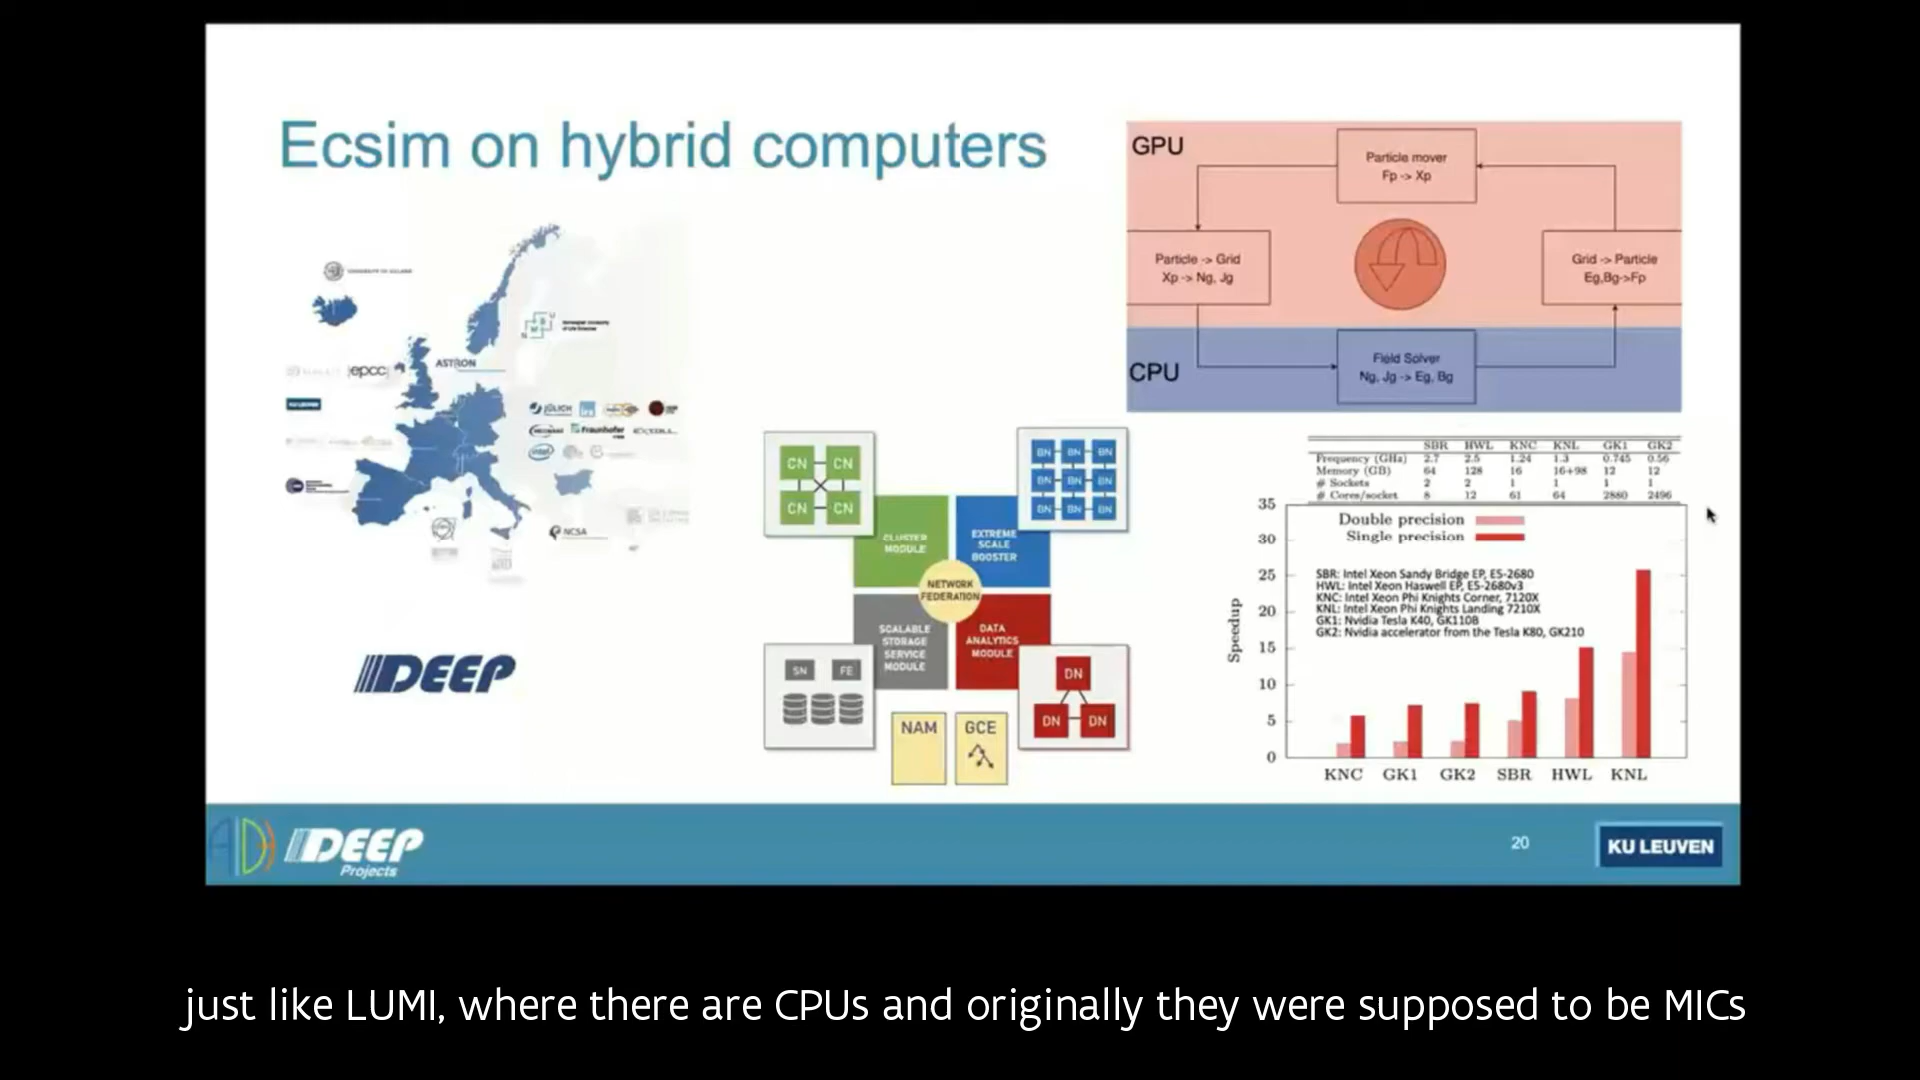 Ecsim on hybrid computers
ASTRON
epcc
KU LEUVEN
JÜLICH
Fraunhofer
intel
NCSA
DEEP
CN CN
CN CN
BN BN BN
BN BN BN
BN BN BN
CLUSTER
MODULE
EXTREME
SCALE
BOOSTER
NETWORK
FEDERATION
SCALABLE
STORAGE
SERVICE
MODULE
DATA
ANALYTICS
MODULE
SN FE
DN
DN DN
NAM
GCE
GPU
Particle mover
Fp -> Xp
Particle -> Grid
Xp -> Ng, Jg
Grid -> Particle
Eg,Bg->Fp
CPU
Field Solver
Ng, Jg -> Eg, Bg
SBR HWL KNC KNL GK1 GK2
Frequency (GHz) 2.7 2.5 1.24 1.3 0.745 0.56
Memory (GB) 64 128 16 16+98 12 12
# Sockets 2 2 1 1 1 1
# Cores/socket 8 12 61 64 2880 2496
Double precision
Single precision
SBR: Intel Xeon Sandy Bridge EP, E5-2680
HWL: Intel Xeon Haswell EP, E5-2680v3
KNC: Intel Xeon Phi Knights Corner, 7120X
KNL: Intel Xeon Phi Knights Landing 7210X
GK1: Nvidia Tesla K40, GK110B
GK2: Nvidia accelerator from the Tesla K80, GK210
Speedup
35
30
25
20
15
10
5
0
KNC GK1 GK2 SBR HWL KNL
DEEP
Projects
20
KU LEUVEN
just like LUMI, where there are CPUs and originally they were supposed to be MICs